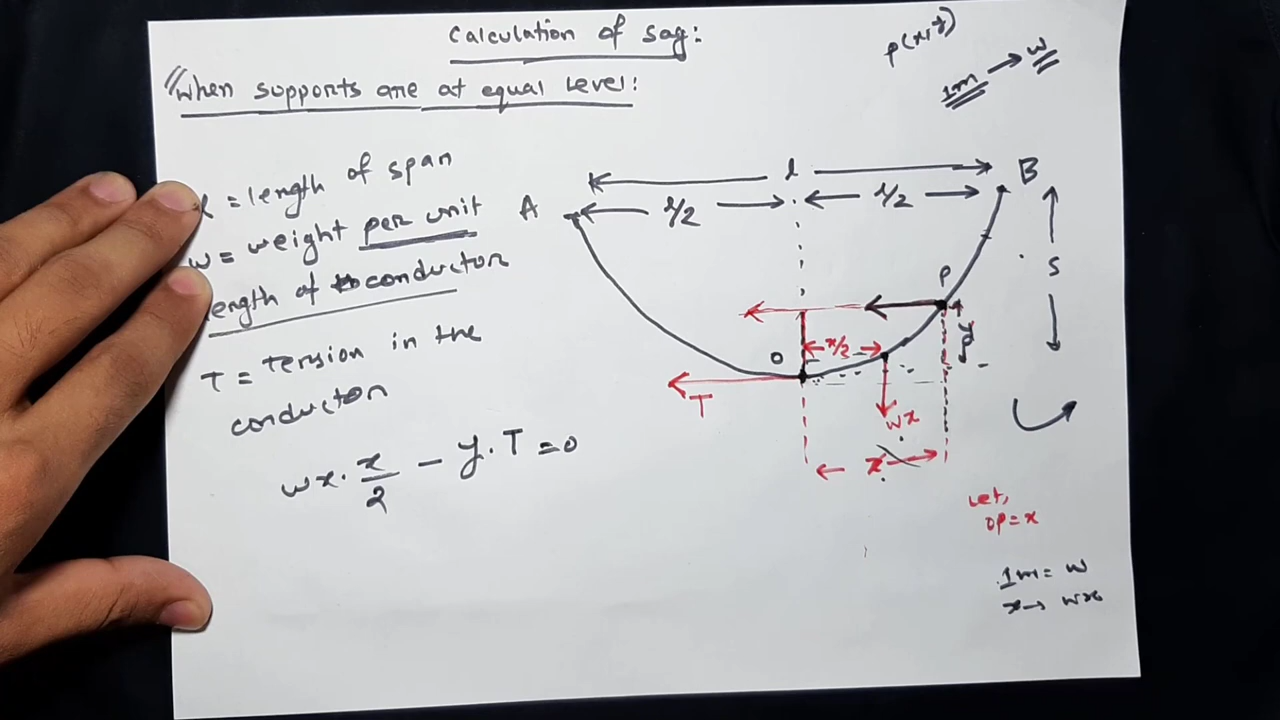 calculation of sag:
when supports are at equal level:
P(x,y)
1m → w
l = length of span
w = weight per unit
length of conductor
T = Tension in the
conductor
wx. x/2 - y.T = 0
l
l/2
l/2
A
B
S
P
y
O
x/2
T
wx
x
Let,
OP = x
1m = w
x → wx